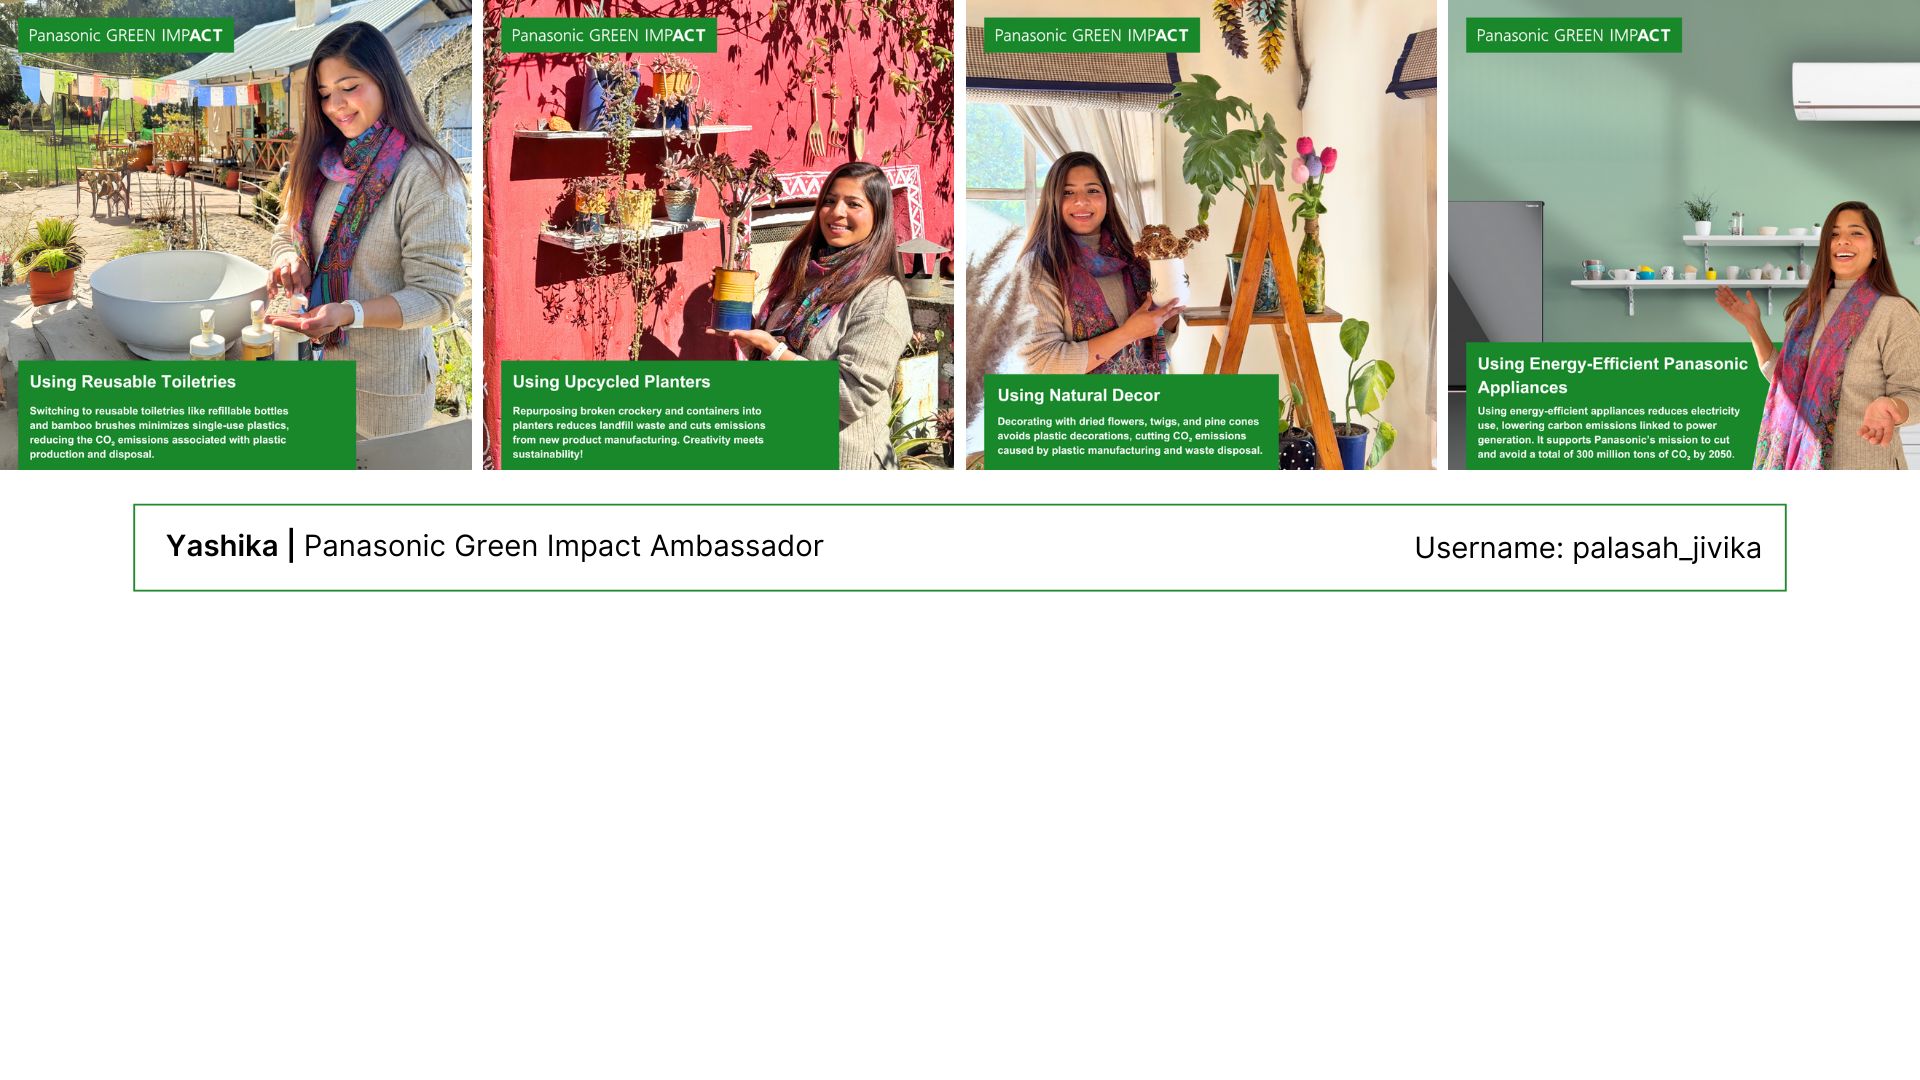 Panasonic GREEN IMPACT
Using Reusable Toiletries
Switching to reusable toiletries like refillable bottles
and bamboo brushes minimizes single-use plastics,
reducing the CO₂ emissions associated with plastic
production and disposal.
Panasonic GREEN IMPACT
Using Upcycled Planters
Repurposing broken crockery and containers into
planters reduces landfill waste and cuts emissions
from new product manufacturing. Creativity meets
sustainability!
Panasonic GREEN IMPACT
Using Natural Decor
Decorating with dried flowers, twigs, and pine cones
avoids plastic decorations, cutting CO₂ emissions
caused by plastic manufacturing and waste disposal.
Panasonic GREEN IMPACT
Using Energy-Efficient Panasonic
Appliances
Using energy-efficient appliances reduces electricity
use, lowering carbon emissions linked to power
generation. It supports Panasonic's mission to cut
and avoid a total of 300 million tons of CO₂ by 2050.
Yashika | Panasonic Green Impact Ambassador
Username: palasah_jivika